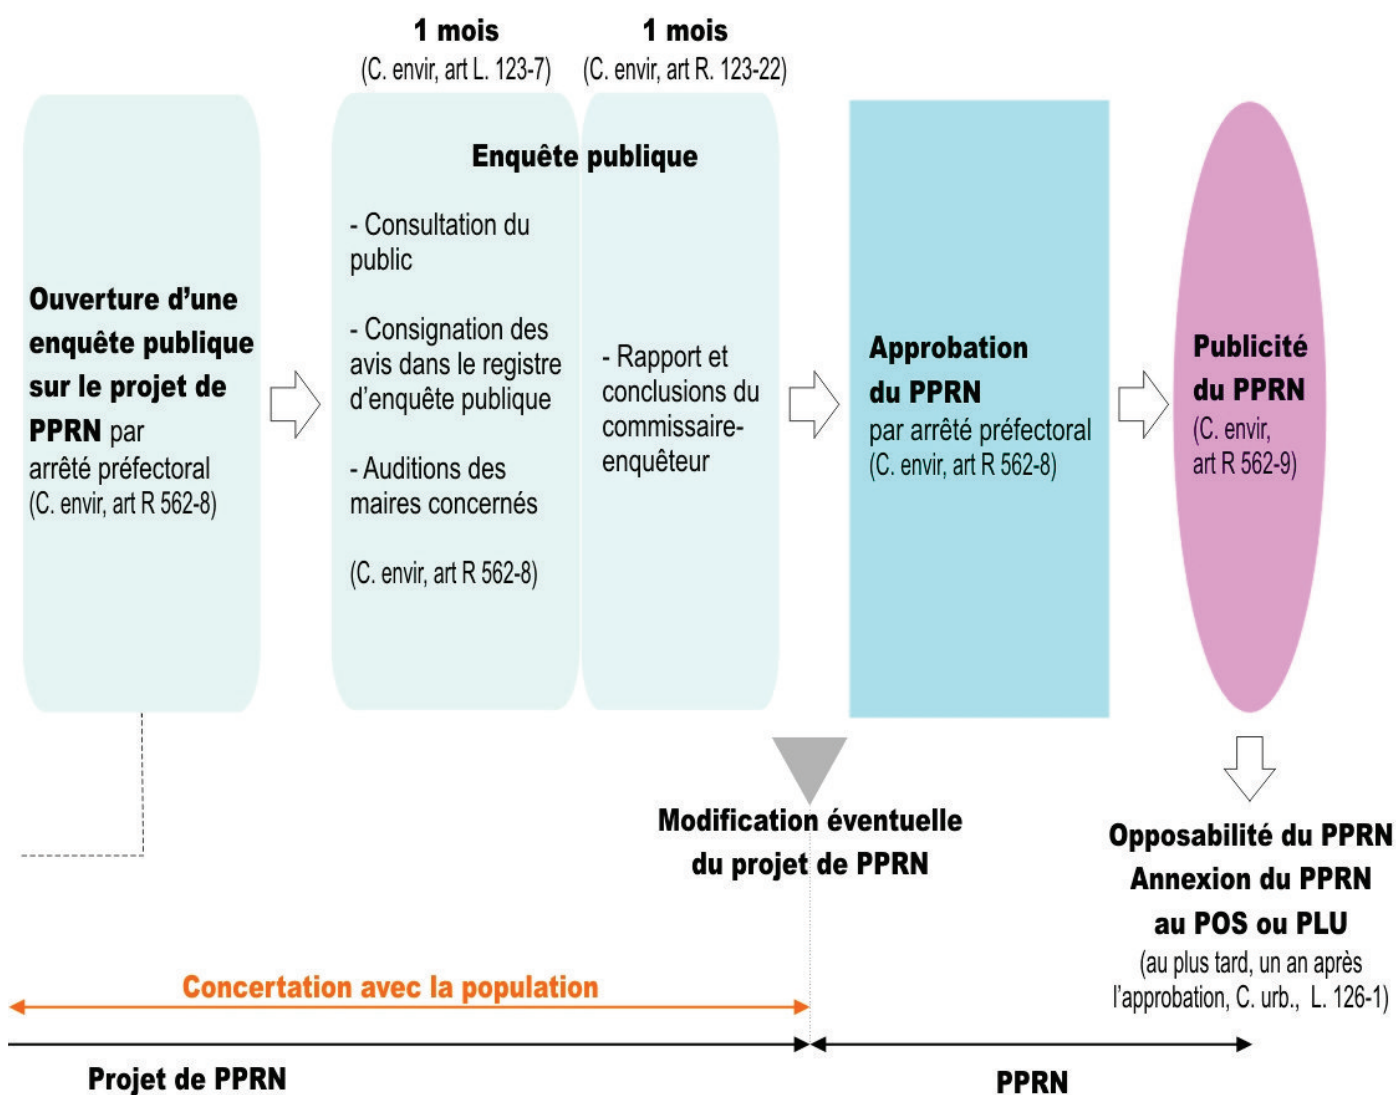 1 mois
(C. envir, art L. 123-7)
1 mois
(C. envir, art R. 123-22)
Ouverture d’une
enquête publique
sur le projet de
PPRN par
arrêté préfectoral
(C. envir, art R 562-8)
Enquête publique
- Consultation du
public
- Consignation des
avis dans le registre
d’enquête publique
- Auditions des
maires concernés
(C. envir, art R 562-8)
- Rapport et
conclusions du
commissaire-
enquêteur
Approbation
du PPRN
par arrêté préfectoral
(C. envir, art R 562-8)
Publicité
du PPRN
(C. envir,
art R 562-9)
Modification éventuelle
du projet de PPRN
Opposabilité du PPRN
Annexion du PPRN
au POS ou PLU
(au plus tard, un an après
l’approbation, C. urb., L. 126-1)
Concertation avec la population
Projet de PPRN
PPRN